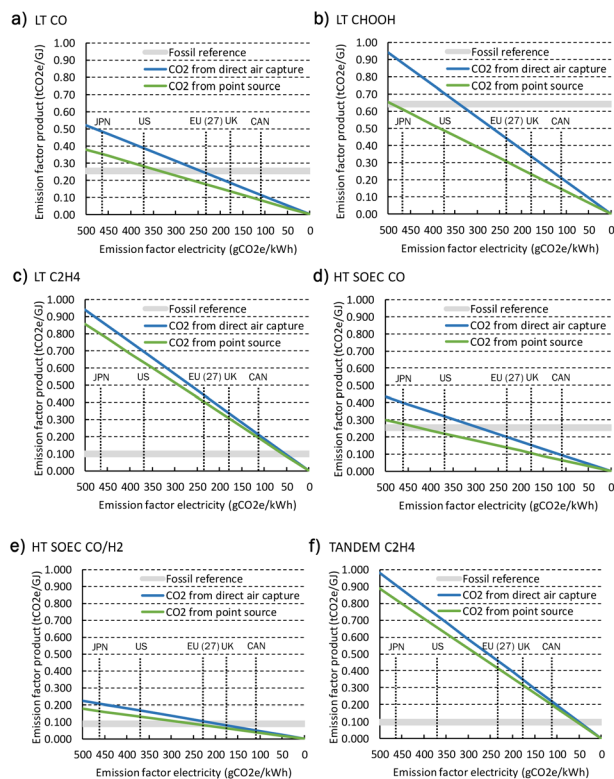 a) LT CO
Emission factor product (tCO2e/GJ)
1.00
0.90
0.80
0.70
0.60
0.50
0.40
0.30
0.20
0.10
0.00
Fossil reference
CO2 from direct air capture
CO2 from point source
JPN US EU (27) UK CAN
500 450 400 350 300 250 200 150 100 50 0
Emission factor electricity (gCO2e/kWh)
b) LT CHOOH
Emission factor product (tCO2e/GJ)
1.00
0.90
0.80
0.70
0.60
0.50
0.40
0.30
0.20
0.10
0.00
Fossil reference
CO2 from direct air capture
CO2 from point source
JPN US EU (27) UK CAN
500 450 400 350 300 250 200 150 100 50 0
Emission factor electricity (gCO2e/kWh)
c) LT C2H4
Emission factor product (tCO2e/GJ)
1.000
0.900
0.800
0.700
0.600
0.500
0.400
0.300
0.200
0.100
0.000
Fossil reference
CO2 from direct air capture
CO2 from point source
JPN US EU (27) UK CAN
500 450 400 350 300 250 200 150 100 50 0
Emission factor electricity (gCO2e/kWh)
d) HT SOEC CO
Emission factor product (tCO2e/GJ)
1.000
0.900
0.800
0.700
0.600
0.500
0.400
0.300
0.200
0.100
0.000
Fossil reference
CO2 from direct air capture
CO2 from point source
JPN US EU (27) UK CAN
500 450 400 350 300 250 200 150 100 50 0
Emission factor electricity (gCO2e/kWh)
e) HT SOEC CO/H2
Emission factor product (tCO2e/GJ)
1.000
0.900
0.800
0.700
0.600
0.500
0.400
0.300
0.200
0.100
0.000
Fossil reference
CO2 from direct air capture
CO2 from point source
JPN US EU (27) UK CAN
500 450 400 350 300 250 200 150 100 50 0
Emission factor electricity (gCO2e/kWh)
f) TANDEM C2H4
Emission factor product (tCO2e/GJ)
1.000
0.900
0.800
0.700
0.600
0.500
0.400
0.300
0.200
0.100
0.000
Fossil reference
CO2 from direct air capture
CO2 from point source
JPN US EU (27) UK CAN
500 450 400 350 300 250 200 150 100 50 0
Emission factor electricity (gCO2e/kWh)